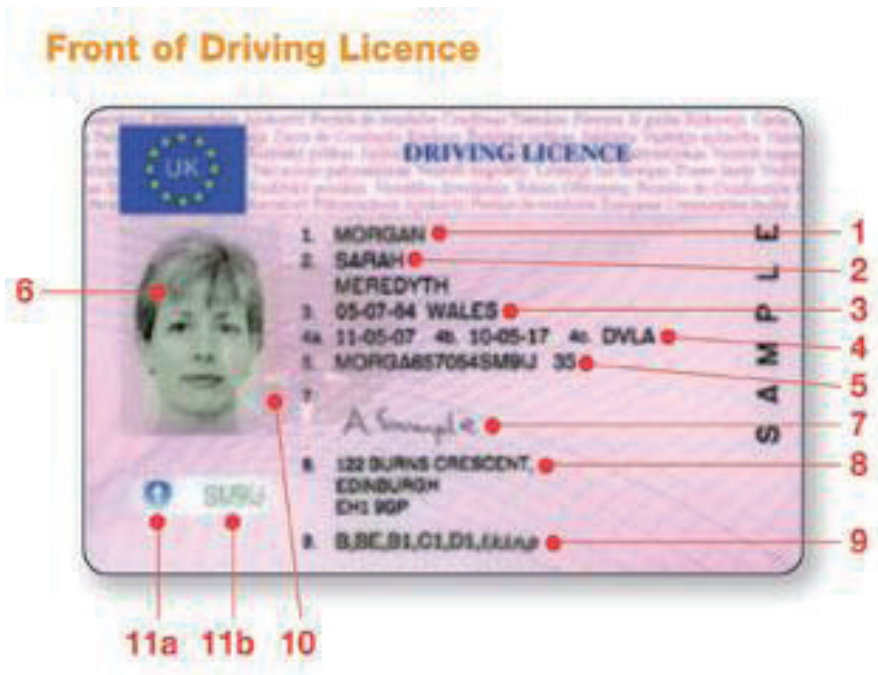 Front of Driving Licence
UK
DRIVING LICENCE
1. MORGAN
2. SARAH
MEREDYTH
3. 05-07-64 WALES
4a. 11-05-07 4b. 10-05-17 4c. DVLA
5. MORGA657054SM9IJ 35
7.
A Sample
8. 122 BURNS CRESCENT,
EDINBURGH
EH1 9GP
9. B,BE,B1,C1,D1,f,k,l,n,p
SM9IJ
SAMPLE
1
2
3
4
5
6
7
8
9
11a 11b 10